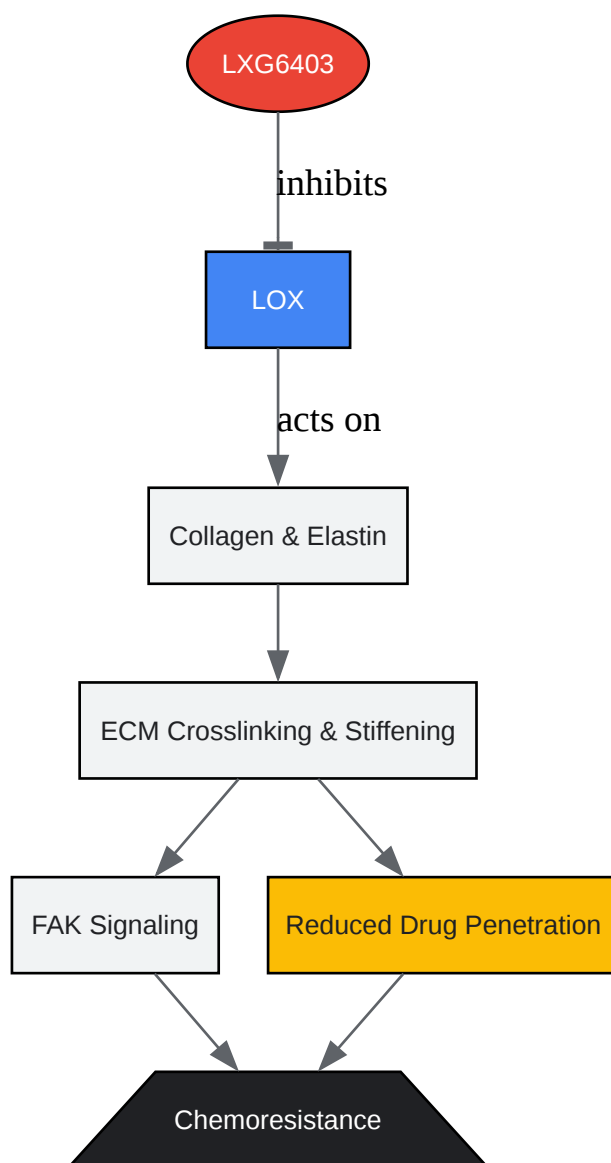 LXG6403
inhibits
LOX
acts on
Collagen & Elastin
ECM Crosslinking & Stiffening
FAK Signaling
Reduced Drug Penetration
Chemoresistance